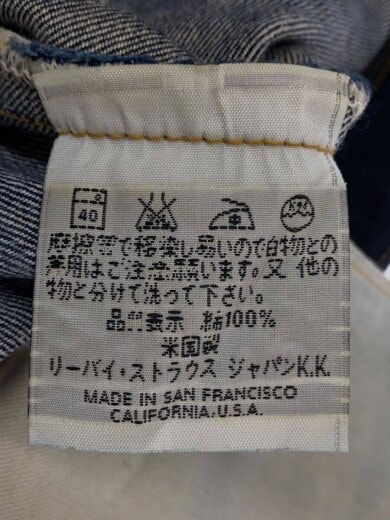 40
摩擦等で移染し易いので白物との
併用はご注意願います。又 他の
物と分けて洗って下さい。
品質表示 綿100%
米国製
リーバイ・ストラウス ジャパンK.K.
MADE IN SAN FRANCISCO
CALIFORNIA, U.S.A.